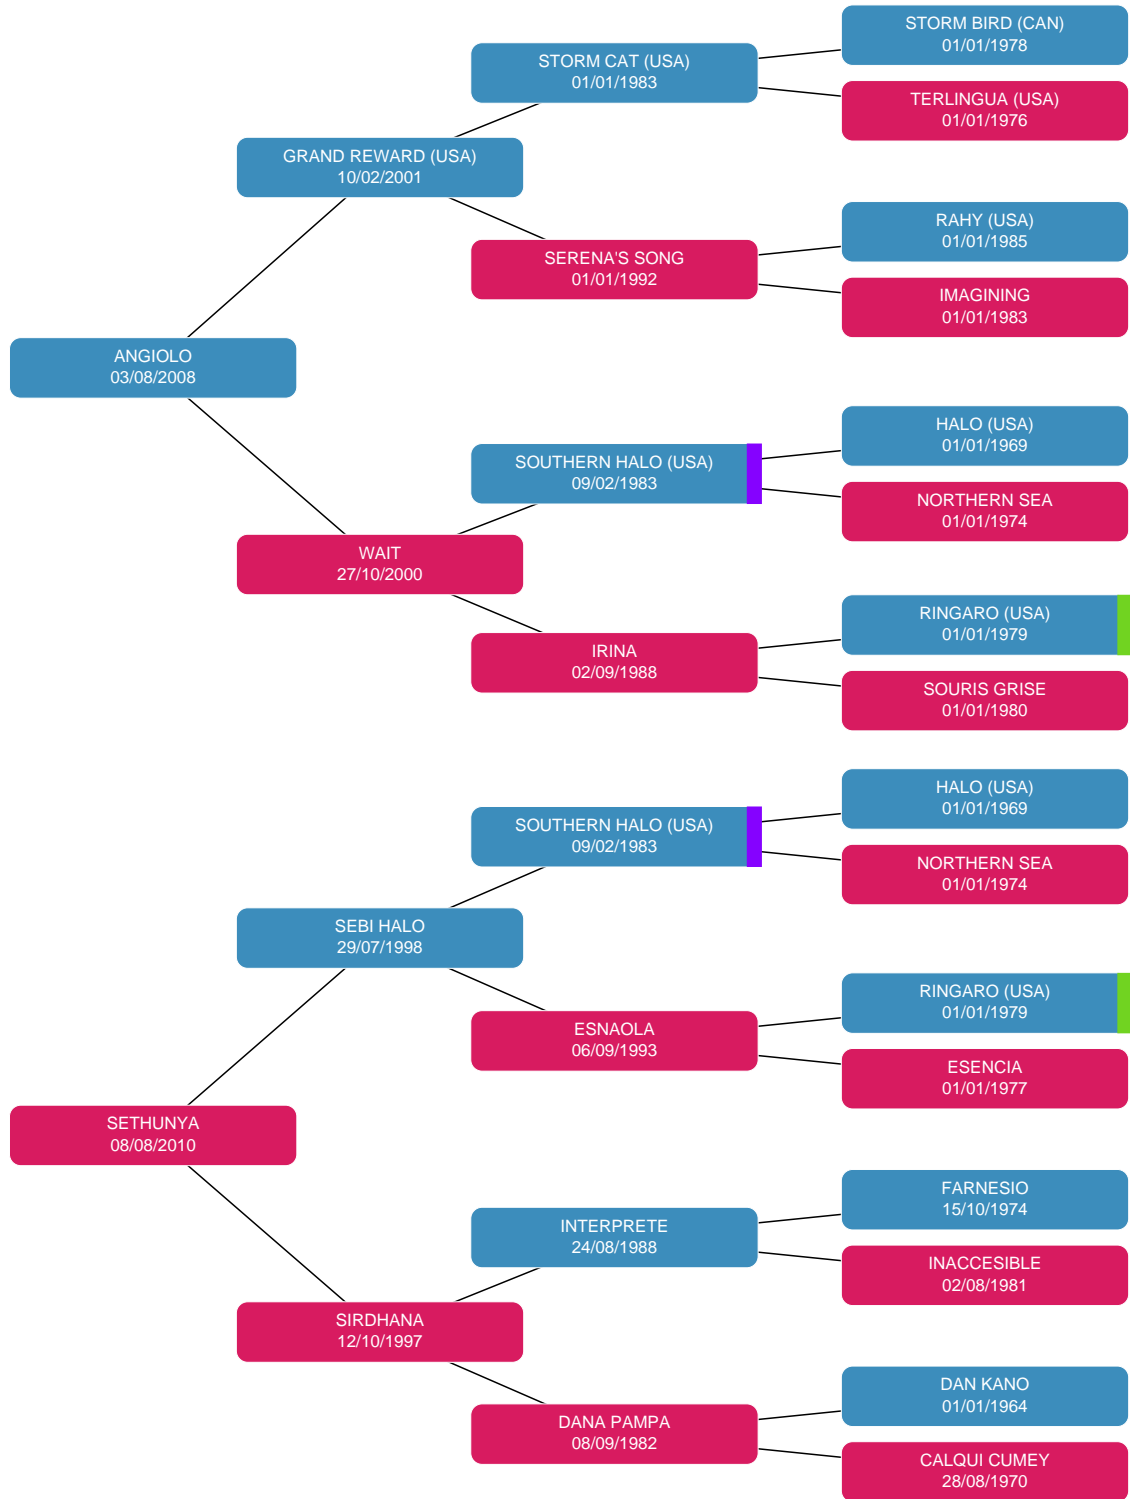 STORM BIRD (CAN)
01/01/1978
STORM CAT (USA)
01/01/1983
TERLINGUA (USA)
01/01/1976
GRAND REWARD (USA)
10/02/2001
RAHY (USA)
01/01/1985
SERENA'S SONG
01/01/1992
IMAGINING
01/01/1983
ANGIOLO
03/08/2008
HALO (USA)
01/01/1969
SOUTHERN HALO (USA)
09/02/1983
NORTHERN SEA
01/01/1974
WAIT
27/10/2000
RINGARO (USA)
01/01/1979
IRINA
02/09/1988
SOURIS GRISE
01/01/1980
HALO (USA)
01/01/1969
SOUTHERN HALO (USA)
09/02/1983
NORTHERN SEA
01/01/1974
SEBI HALO
29/07/1998
RINGARO (USA)
01/01/1979
ESNAOLA
06/09/1993
ESENCIA
01/01/1977
SETHUNYA
08/08/2010
FARNESIO
15/10/1974
INTERPRETE
24/08/1988
INACCESIBLE
02/08/1981
SIRDHANA
12/10/1997
DAN KANO
01/01/1964
DANA PAMPA
08/09/1982
CALQUI CUMEY
28/08/1970